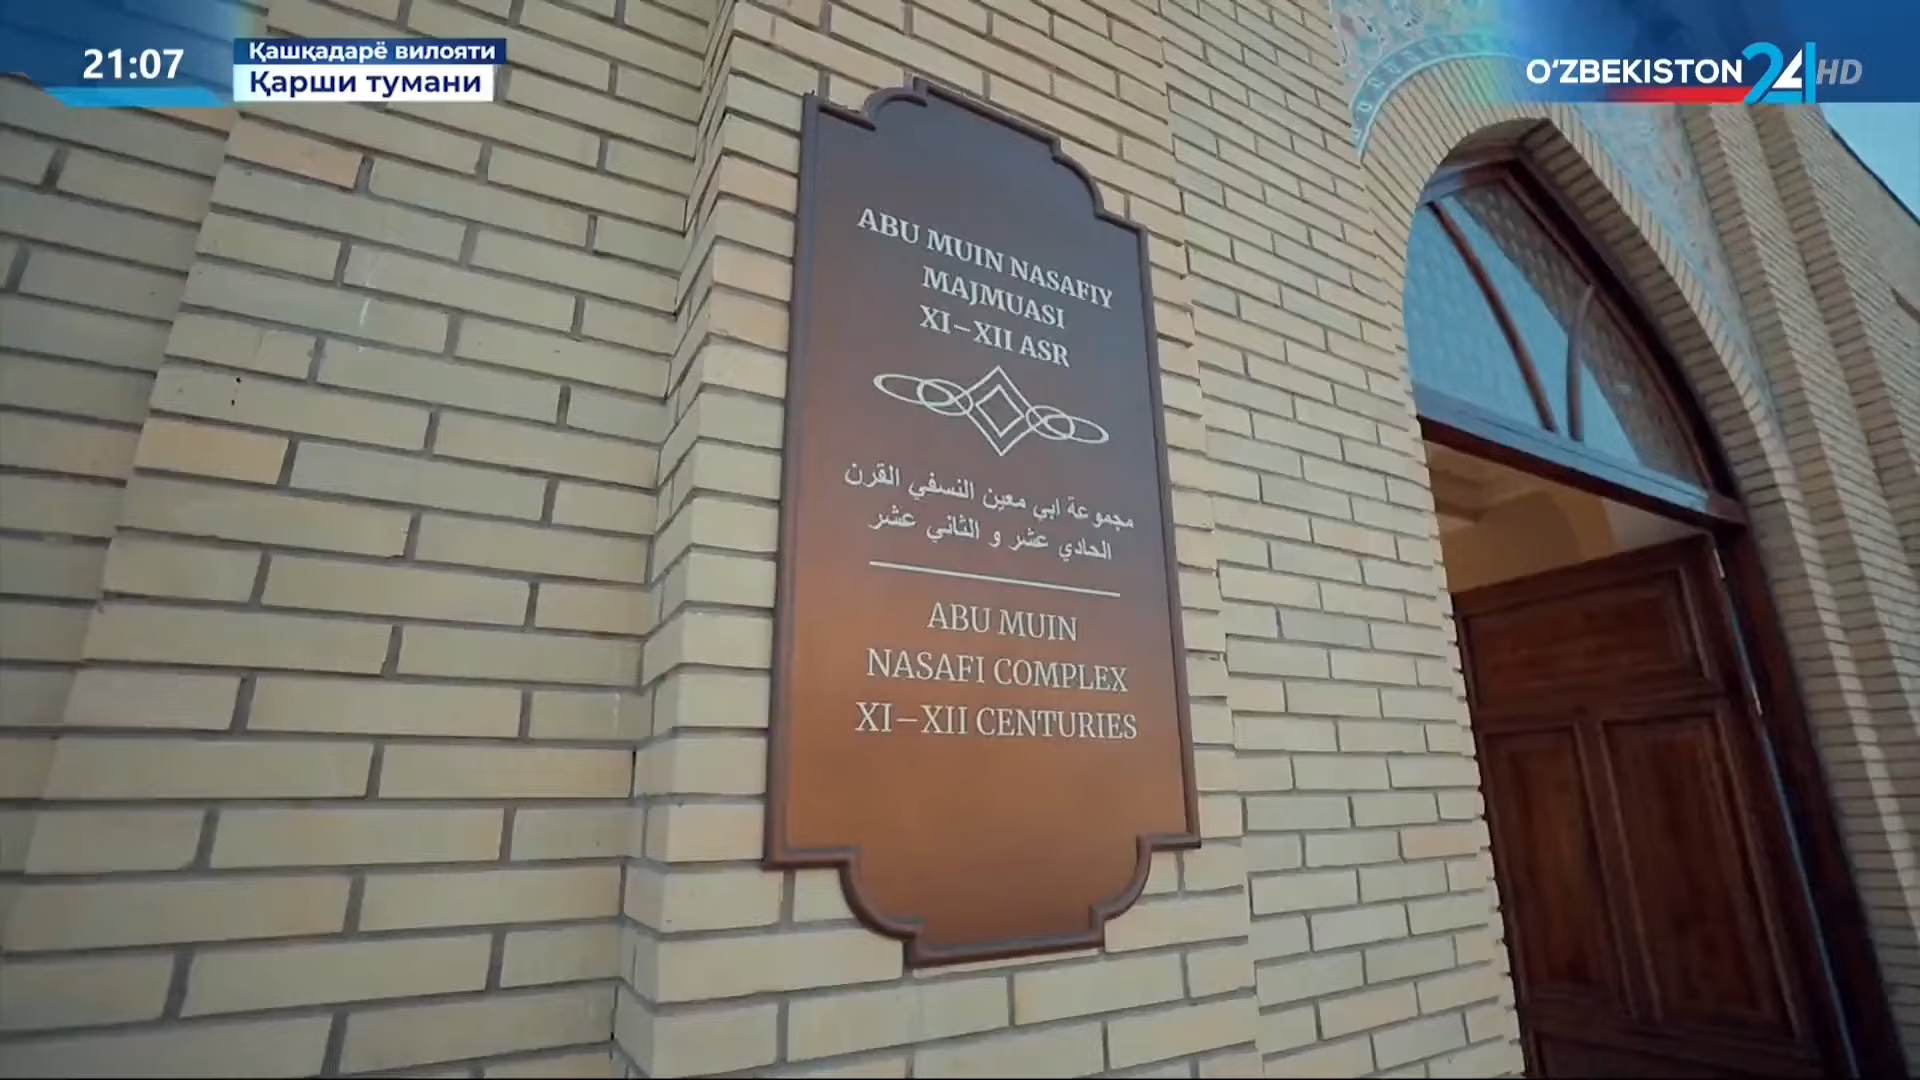 21:07
Қашқадарё вилояти
Қарши тумани
O‘ZBEKISTON 24 HD
ABU MUIN NASAFIY
MAJMUASI
XI–XII ASR
مجموعة ابي معين النسفي القرن
الحادي عشر و الثاني عشر
ABU MUIN
NASAFI COMPLEX
XI–XII CENTURIES